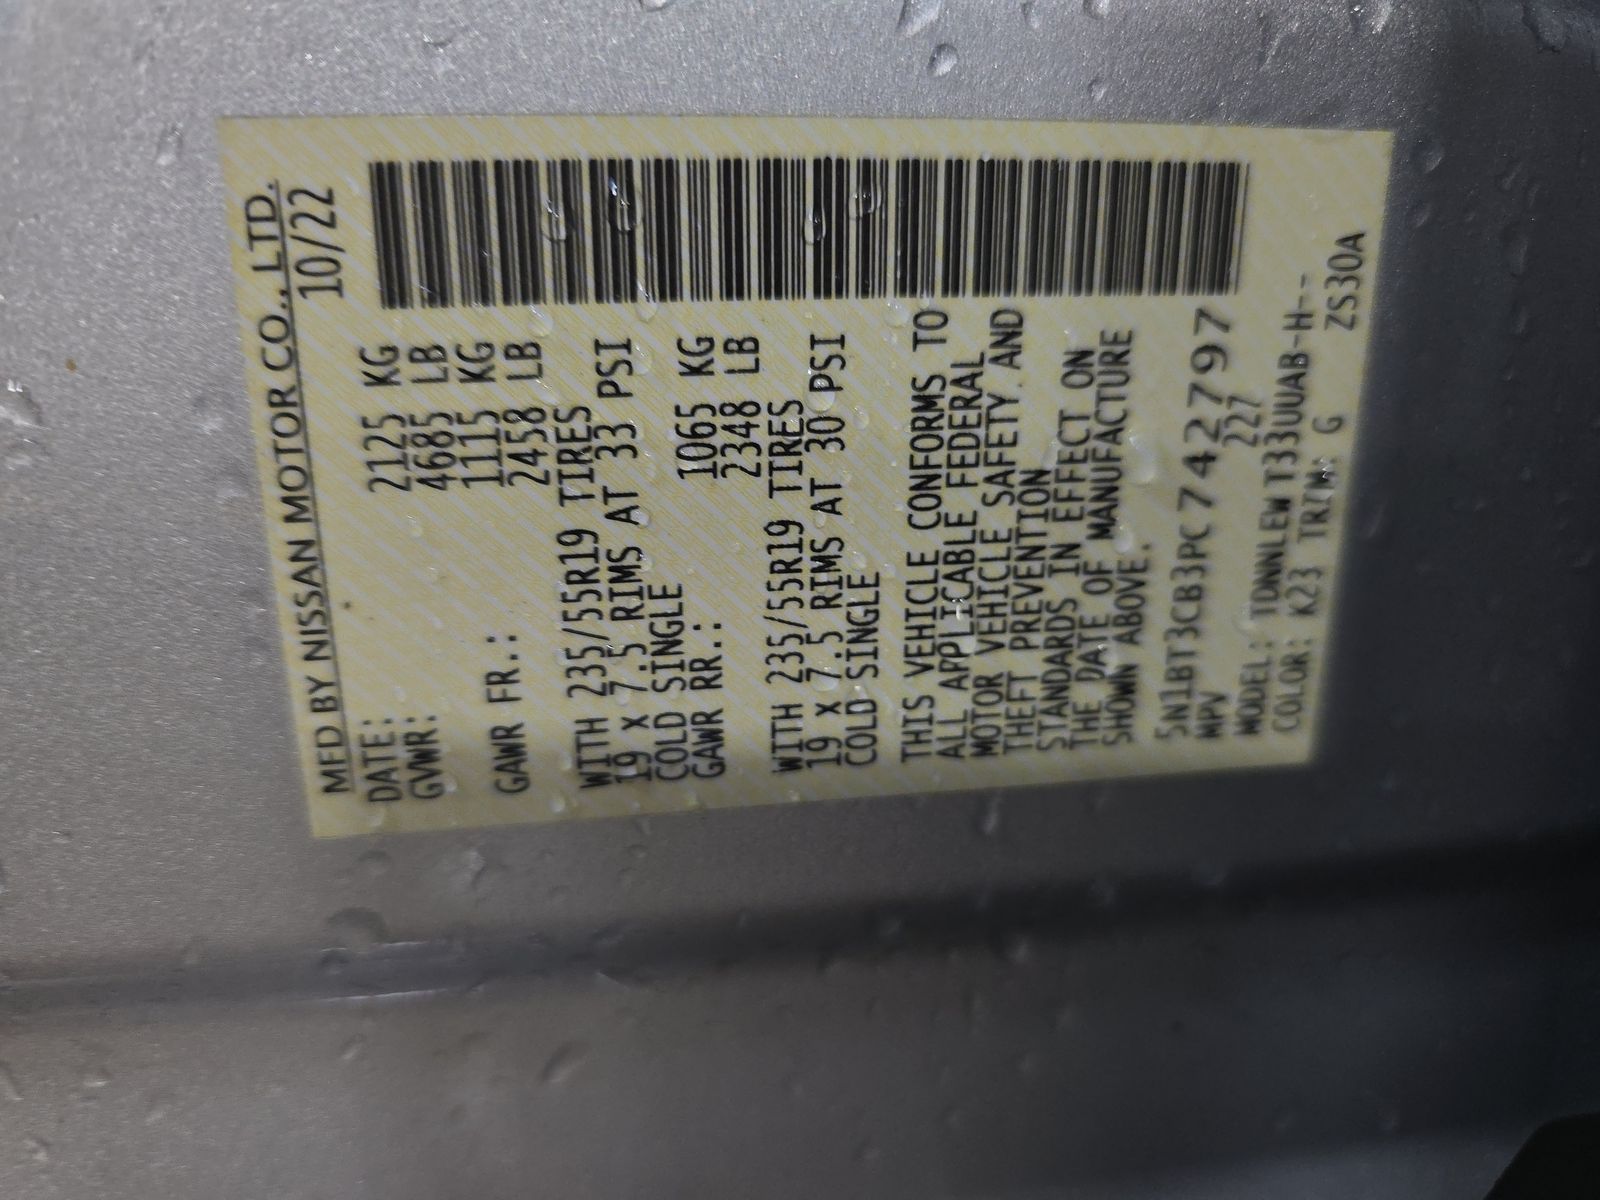 MFD BY NISSAN MOTOR CO., LTD.
DATE: 10/22
GVWR: 2125 KG
4685 LB
GAWR FR.: 1115 KG
2458 LB
WITH 235/55R19 TIRES
19 X 7.5 RIMS AT 33 PSI
COLD SINGLE
GAWR RR.: 1065 KG
2348 LB
WITH 235/55R19 TIRES
19 X 7.5 RIMS AT 30 PSI
COLD SINGLE
THIS VEHICLE CONFORMS TO
ALL APPLICABLE FEDERAL
MOTOR VEHICLE SAFETY AND
THEFT PREVENTION
STANDARDS IN EFFECT ON
THE DATE OF MANUFACTURE
SHOWN ABOVE.
5N1BT3CB3PC742797
MPV 227
MODEL: TDNNLEW T33UUAB-H--
COLOR: K23 TRIM: G ZS30A